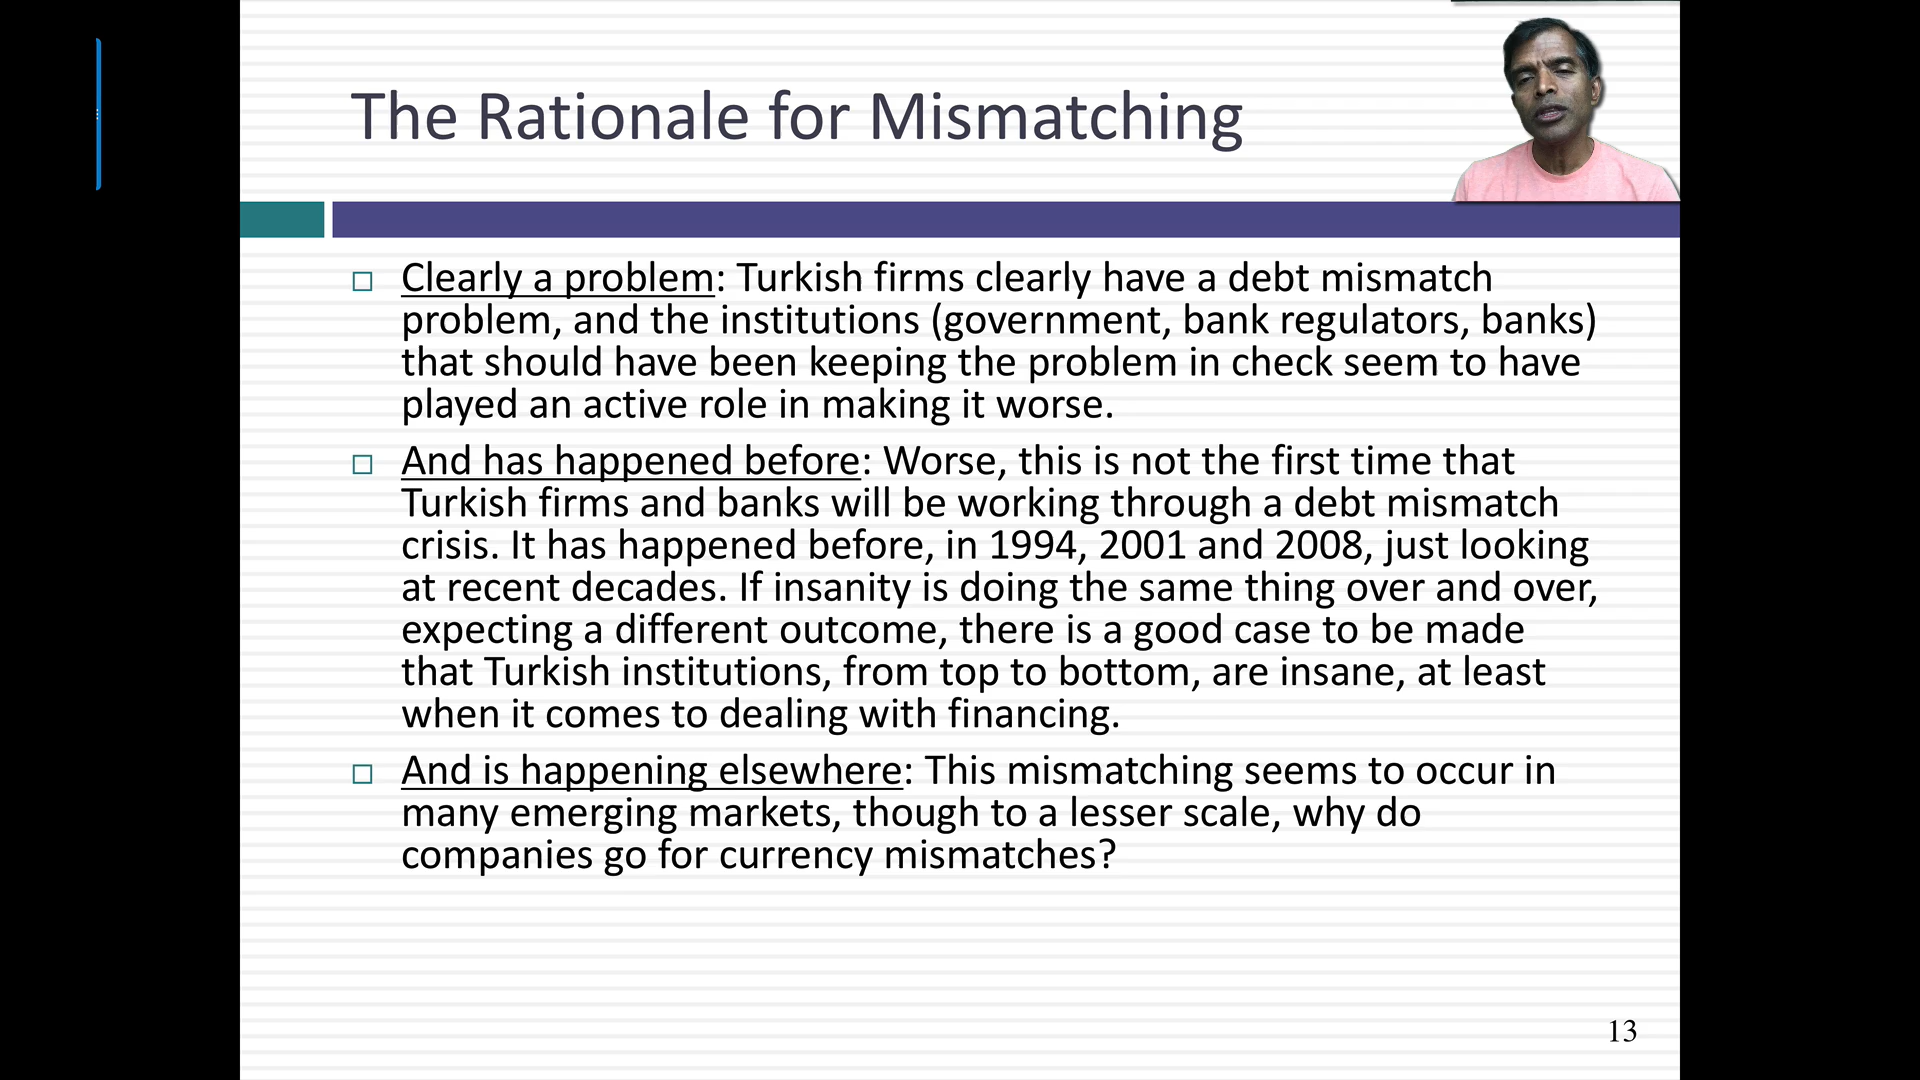 The Rationale for Mismatching
Clearly a problem: Turkish firms clearly have a debt mismatch
problem, and the institutions (government, bank regulators, banks)
that should have been keeping the problem in check seem to have
played an active role in making it worse.
And has happened before: Worse, this is not the first time that
Turkish firms and banks will be working through a debt mismatch
crisis. It has happened before, in 1994, 2001 and 2008, just looking
at recent decades. If insanity is doing the same thing over and over,
expecting a different outcome, there is a good case to be made
that Turkish institutions, from top to bottom, are insane, at least
when it comes to dealing with financing.
And is happening elsewhere: This mismatching seems to occur in
many emerging markets, though to a lesser scale, why do
companies go for currency mismatches?
13